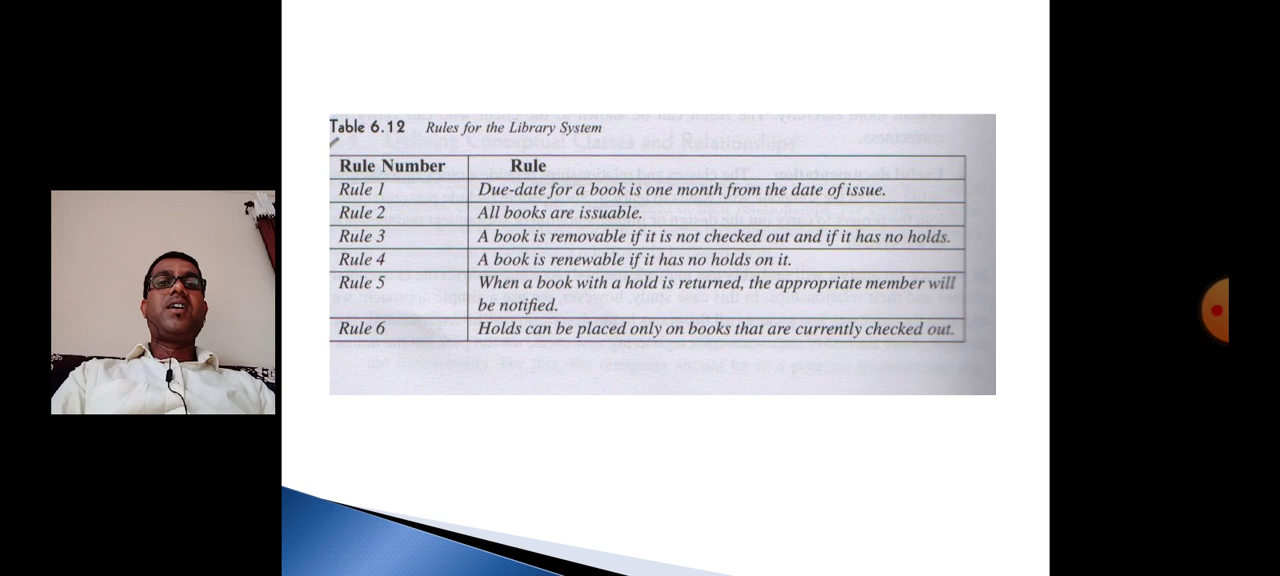 Table 6.12 Rules for the Library System
Rule Number Rule
Rule 1 Due-date for a book is one month from the date of issue.
Rule 2 All books are issuable.
Rule 3 A book is removable if it is not checked out and if it has no holds.
Rule 4 A book is renewable if it has no holds on it.
Rule 5 When a book with a hold is returned, the appropriate member will
be notified.
Rule 6 Holds can be placed only on books that are currently checked out.